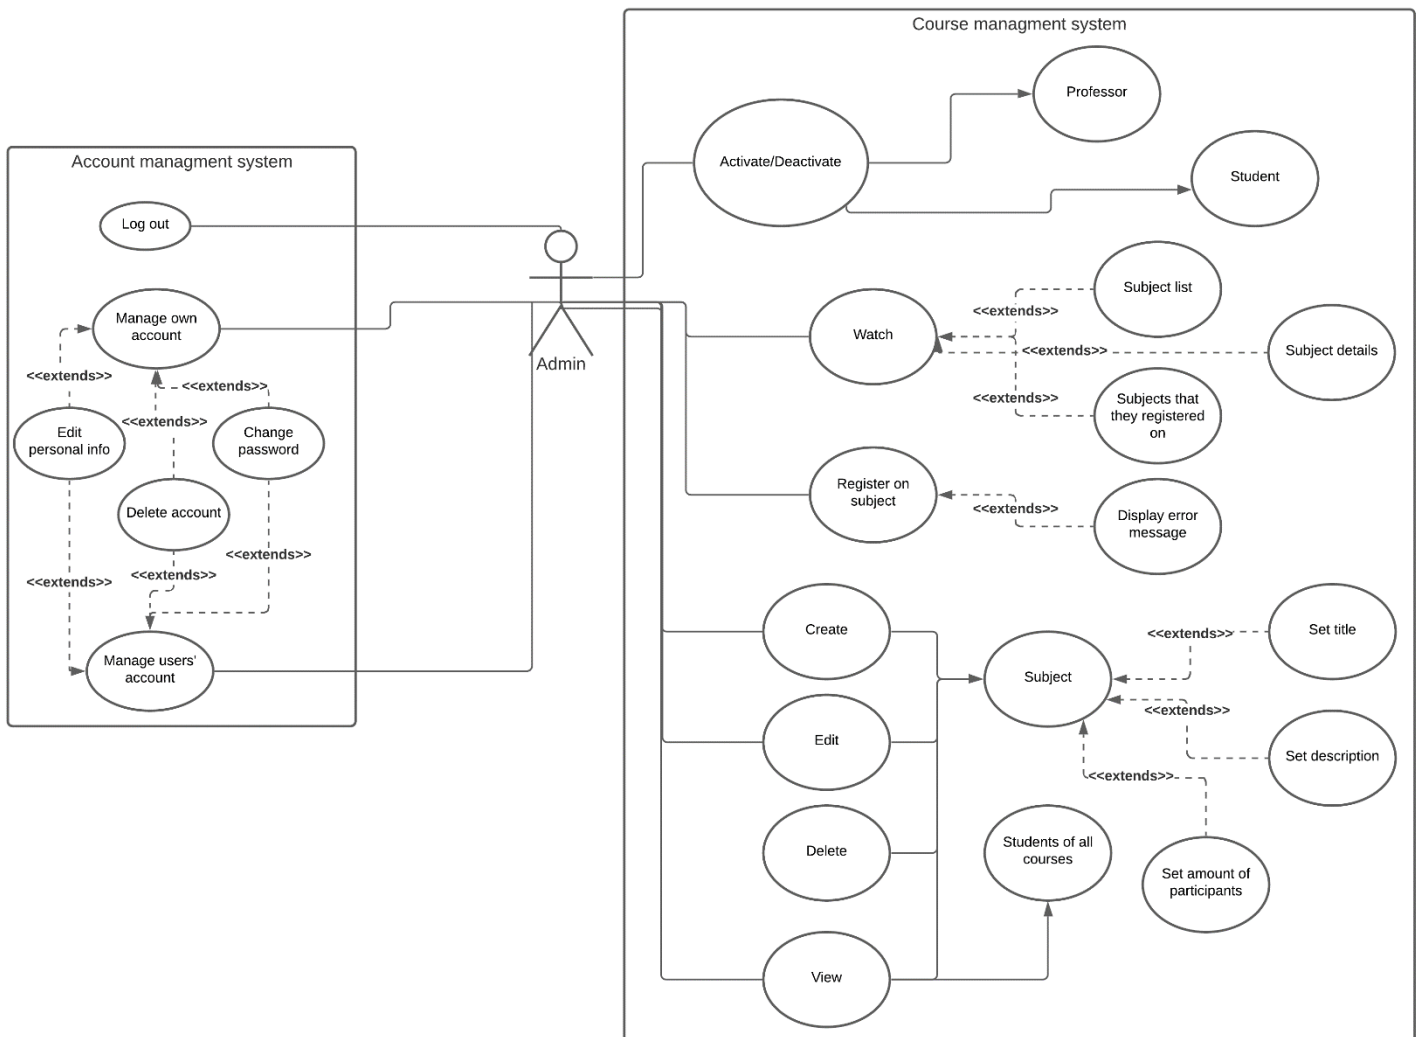 Course managment system
Professor
Activate/Deactivate
Student
Account managment system
Log out
Manage own
account
<<extends>>
<<extends>>
<<extends>>
Edit
personal info
Change
password
Delete account
<<extends>>
<<extends>>
<<extends>>
Manage users'
account
Admin
Watch
Subject list
<<extends>>
<<extends>>
Subject details
<<extends>>
Subjects that
they registered
on
Register on
subject
<<extends>>
Display error
message
Create
Edit
Delete
View
Subject
<<extends>>
Set title
<<extends>>
Set description
<<extends>>
Set amount of
participants
Students of all
courses